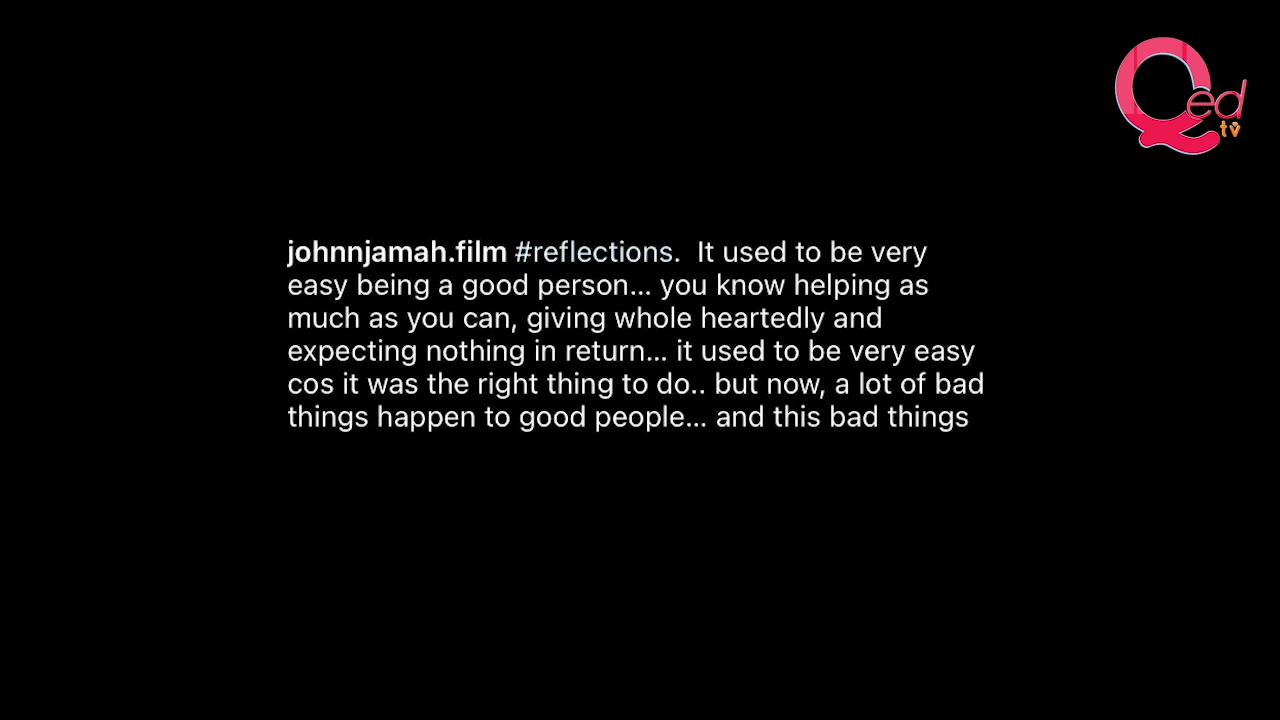 Qed
tv
johnnjamah.film #reflections.  It used to be very
easy being a good person... you know helping as
much as you can, giving whole heartedly and
expecting nothing in return... it used to be very easy
cos it was the right thing to do.. but now, a lot of bad
things happen to good people... and this bad things